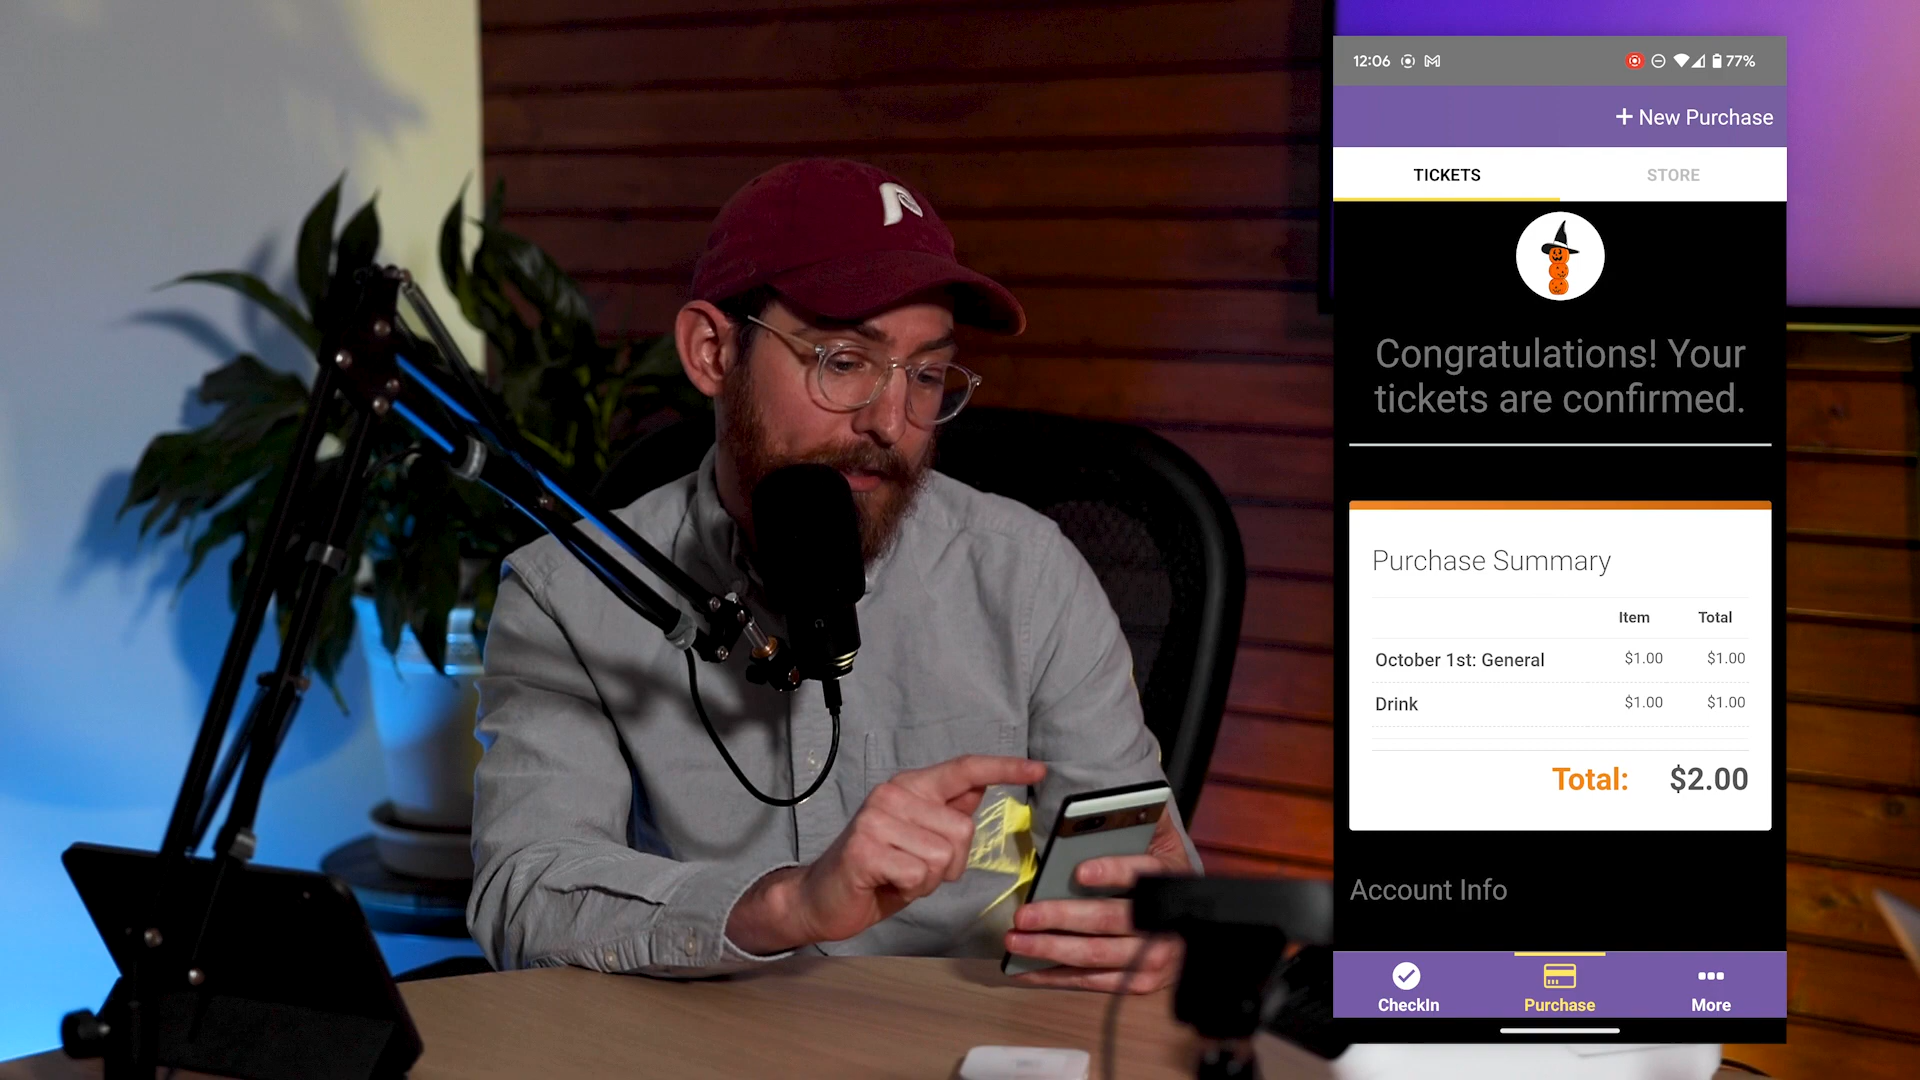 12:06 77%
+ New Purchase
TICKETS STORE
Congratulations! Your
tickets are confirmed.
Purchase Summary
Item Total
October 1st: General $1.00 $1.00
Drink $1.00 $1.00
Total: $2.00
Account Info
CheckIn Purchase More
P